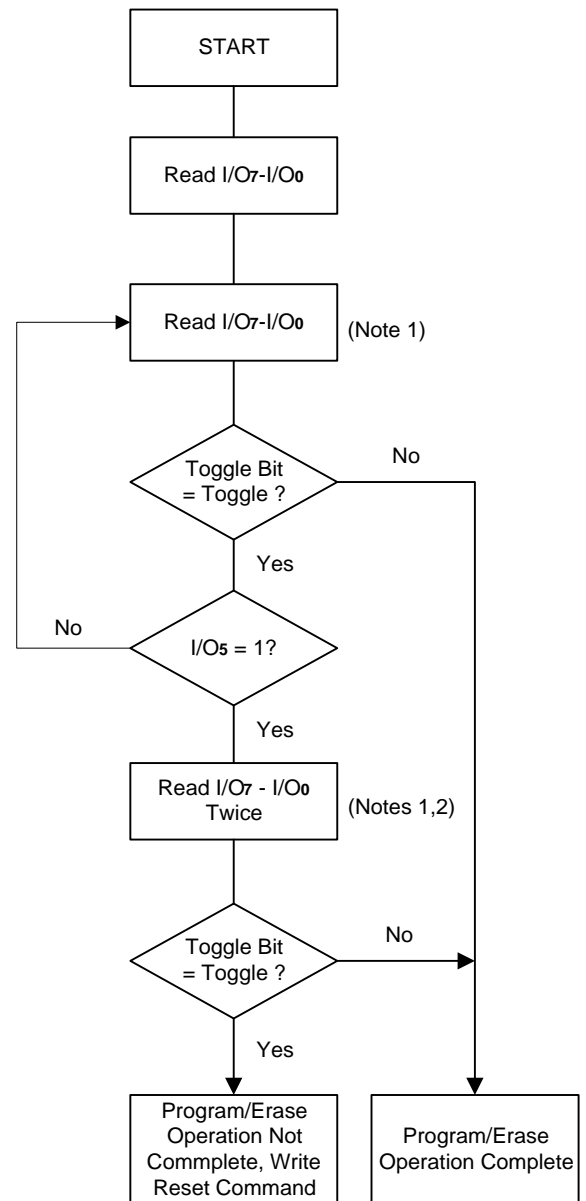 START
Read I/O7-I/O0
Read I/O7-I/O0
(Note 1)
Toggle Bit
= Toggle ?
No
Yes
No
I/O5 = 1?
Yes
Read I/O7 - I/O0
Twice
(Notes 1,2)
Toggle Bit
= Toggle ?
No
Yes
Program/Erase
Operation Not
Commplete, Write
Reset Command
Program/Erase
Operation Complete